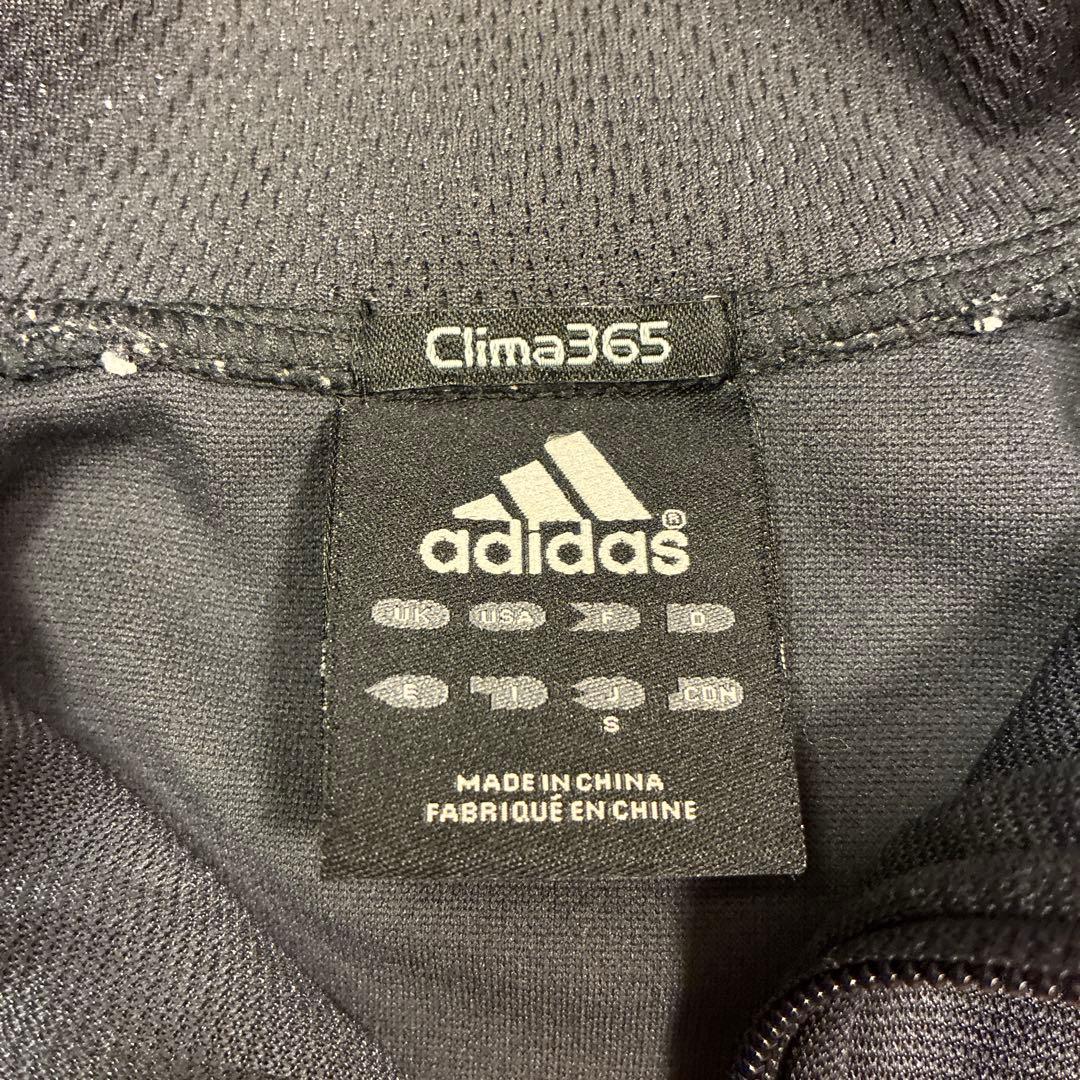 Clima365
adidas®
UK USA F D
E I J CDN
S
MADE IN CHINA
FABRIQUÉ EN CHINE